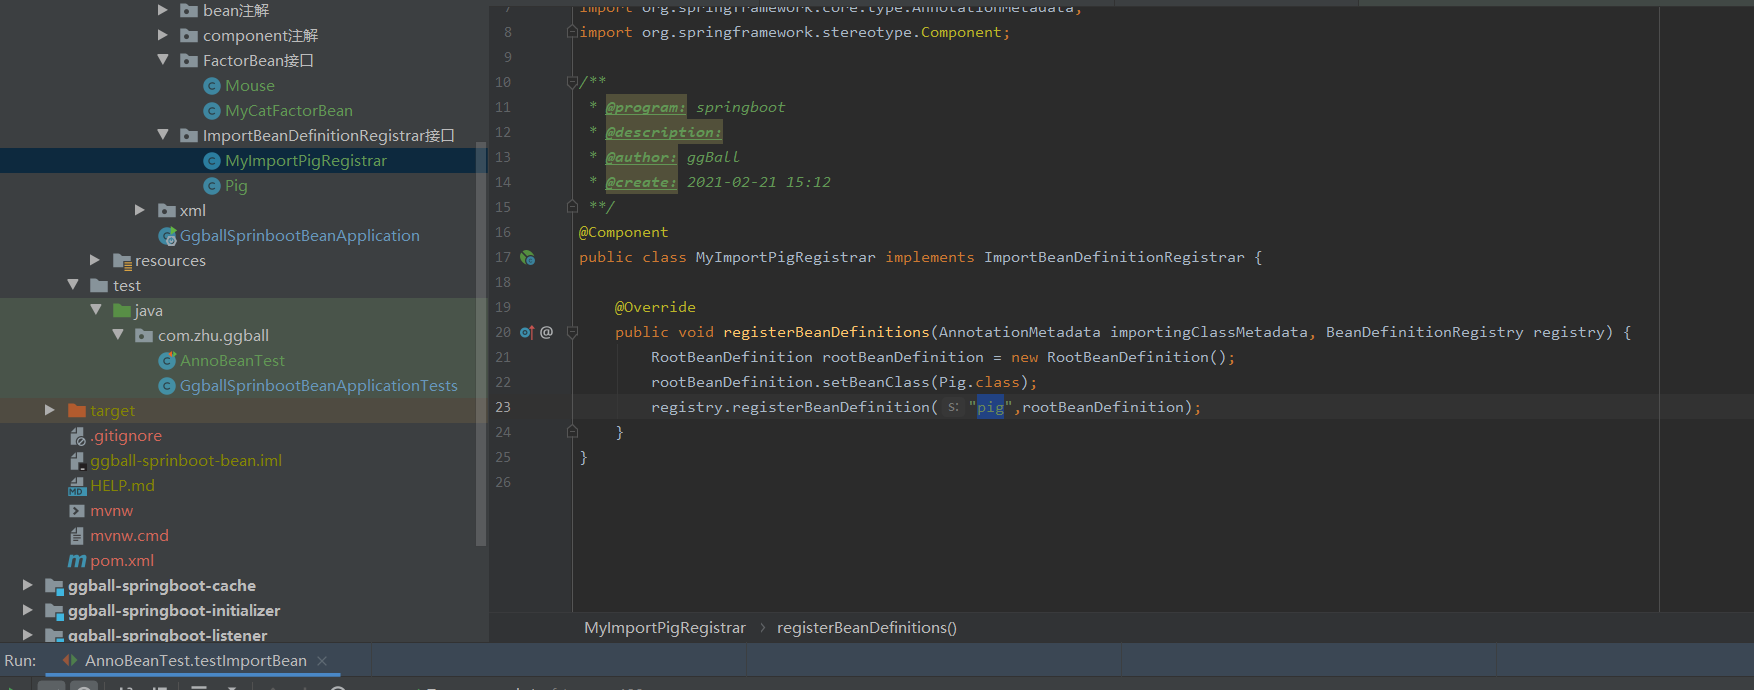 bean注解
component注解
FactorBean接口
Mouse
MyCatFactorBean
ImportBeanDefinitionRegistrar接口
MyImportPigRegistrar
Pig
xml
GgballSprinbootBeanApplication
resources
test
java
com.zhu.ggball
AnnoBeanTest
GgballSprinbootBeanApplicationTests
target
.gitignore
ggball-sprinboot-bean.iml
HELP.md
mvnw
mvnw.cmd
pom.xml
ggball-springboot-cache
ggball-springboot-initializer
ggball-springboot-listener
7 import org.springframework.core.type.AnnotationMetadata;
8 import org.springframework.stereotype.Component;
9
10 /**
11 * @program: springboot
12 * @description:
13 * @author: ggBall
14 * @create: 2021-02-21 15:12
15 **/
16 @Component
17 public class MyImportPigRegistrar implements ImportBeanDefinitionRegistrar {
18
19 @Override
20 @ public void registerBeanDefinitions(AnnotationMetadata importingClassMetadata, BeanDefinitionRegistry registry) {
21 RootBeanDefinition rootBeanDefinition = new RootBeanDefinition();
22 rootBeanDefinition.setBeanClass(Pig.class);
23 registry.registerBeanDefinition( s: "pig",rootBeanDefinition);
24 }
25 }
26
MyImportPigRegistrar › registerBeanDefinitions()
Run: AnnoBeanTest.testImportBean ×